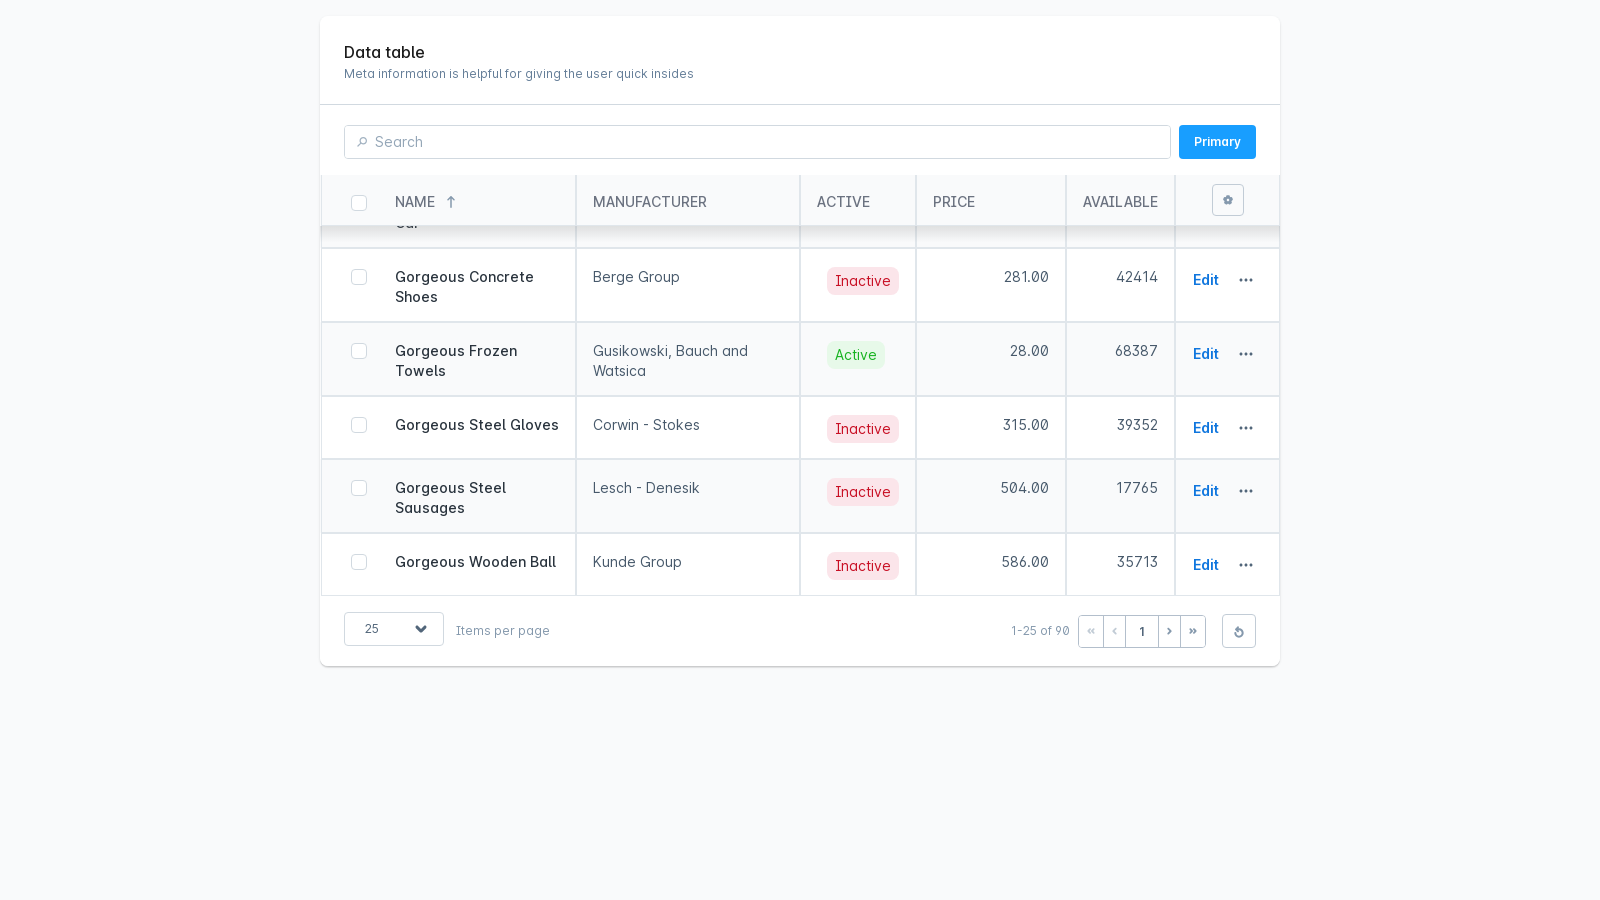 Data table
Meta information is helpful for giving the user quick insides
Search
Primary
NAME MANUFACTURER ACTIVE PRICE AVAILABLE
Gorgeous Concrete Shoes Berge Group Inactive 281.00 42414 Edit
Gorgeous Frozen Towels Gusikowski, Bauch and Watsica Active 28.00 68387 Edit
Gorgeous Steel Gloves Corwin - Stokes Inactive 315.00 39352 Edit
Gorgeous Steel Sausages Lesch - Denesik Inactive 504.00 17765 Edit
Gorgeous Wooden Ball Kunde Group Inactive 586.00 35713 Edit
25 Items per page 1-25 of 90 « ‹ 1 › »